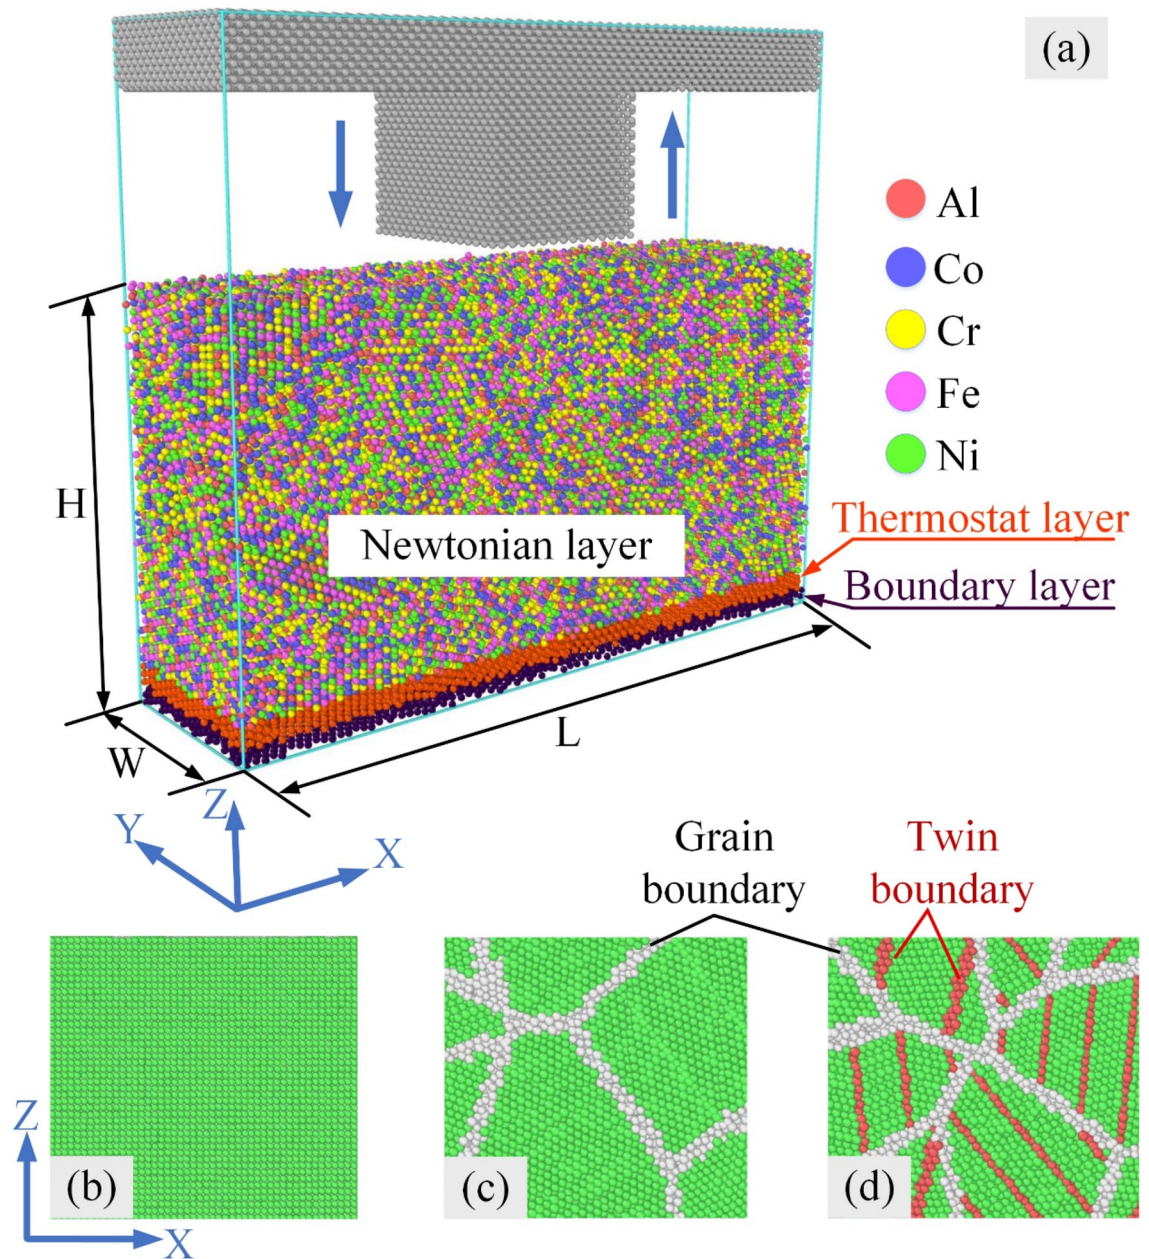 (a)
Al
Co
Cr
Fe
Ni
H
Newtonian layer
Thermostat layer
Boundary layer
L
W
Z
Y
X
Grain
boundary
Twin
boundary
Z
X
(b)
(c)
(d)